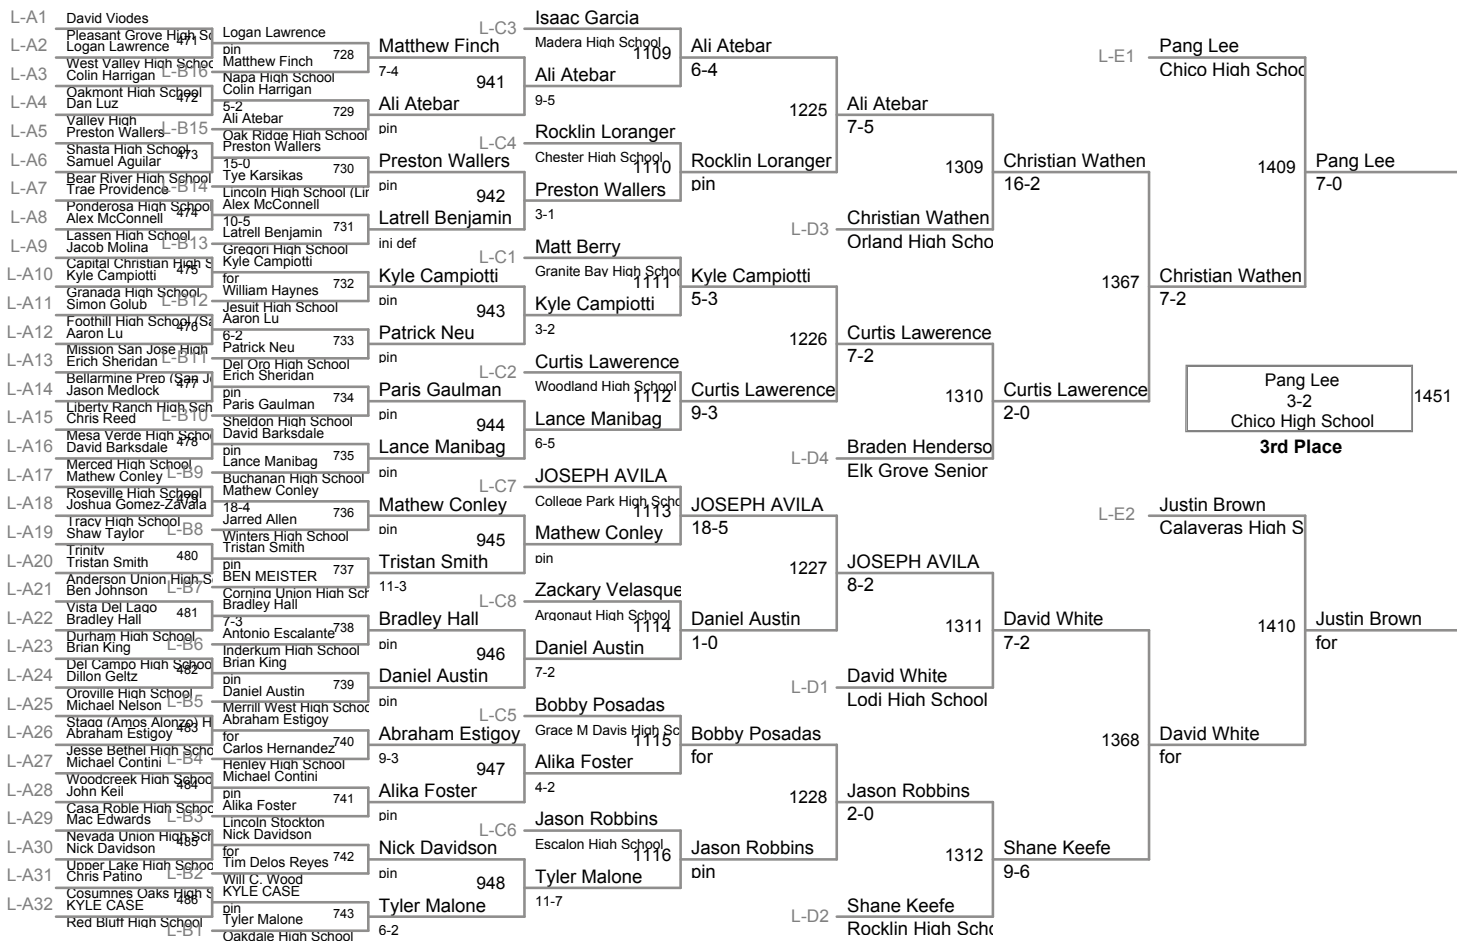 L-A1 David Viodes
Pleasant Grove High Sc
L-A2 Logan Lawrence
471
West Valley High Schoo
L-A3 Colin Harrigan
Oakmont High School
L-A4 Dan Luz
472
Valley High
L-A5 Preston Wallers
Shasta High School
L-A6 Samuel Aguilar
473
Bear River High School
L-A7 Trae Providence
Ponderosa High School
L-A8 Alex McConnell
474
Lassen High School
L-A9 Jacob Molina
Capital Christian High S
L-A10 Kyle Campiotti
475
Granada High School
L-A11 Simon Golub
Foothill High School (Sa
L-A12 Aaron Lu
476
Mission San Jose High
L-A13 Erich Sheridan
Bellarmine Prep (San J
L-A14 Jason Medlock
477
Liberty Ranch High Sch
L-A15 Chris Reed
Mesa Verde High Schoo
L-A16 David Barksdale
478
Merced High School
L-A17 Mathew Conley
Roseville High School
L-A18 Joshua Gomez-Zavala
479
Tracy High School
L-A19 Shaw Taylor
Trinity
L-A20 Tristan Smith
480
Anderson Union High S
L-A21 Ben Johnson
Vista Del Lago
L-A22 Bradley Hall
481
Durham High School
L-A23 Brian King
Del Campo High Schoo
L-A24 Dillon Geltz
482
Oroville High School
L-A25 Michael Nelson
Stagg (Amos Alonzo) H
L-A26 Abraham Estigoy
483
Jesse Bethel High Scho
L-A27 Michael Contini
Woodcreek High Schoo
L-A28 John Keil
484
Casa Roble High Schoo
L-A29 Mac Edwards
Nevada Union High Sch
L-A30 Nick Davidson
485
Upper Lake High Schoo
L-A31 Chris Patino
Cosumnes Oaks High S
L-A32 KYLE CASE
486
Red Bluff High School
Logan Lawrence
pin
L-B16 Matthew Finch
728
Napa High School
Colin Harrigan
5-2
L-B15 Ali Atebar
729
Oak Ridge High School
Preston Wallers
15-0
L-B14 Tye Karsikas
730
Lincoln High School (Lin
Alex McConnell
10-5
L-B13 Latrell Benjamin
731
Gregori High School
Kyle Campiotti
for
L-B12 William Haynes
732
Jesuit High School
Aaron Lu
6-2
L-B11 Patrick Neu
733
Del Oro High School
Erich Sheridan
pin
L-B10 Paris Gaulman
734
Sheldon High School
David Barksdale
pin
L-B9 Lance Manibag
735
Buchanan High School
Mathew Conley
18-4
L-B8 Jarred Allen
736
Winters High School
Tristan Smith
pin
L-B7 BEN MEISTER
737
Corning Union High Sch
Bradley Hall
7-3
L-B6 Antonio Escalante
738
Inderkum High School
Brian King
pin
L-B5 Daniel Austin
739
Merrill West High Schoo
Abraham Estigoy
for
L-B4 Carlos Hernandez
740
Henley High School
Michael Contini
pin
L-B3 Alika Foster
741
Lincoln Stockton
Nick Davidson
for
L-B2 Tim Delos Reyes
742
Will C. Wood
KYLE CASE
pin
L-B1 Tyler Malone
743
Oakdale High School
Matthew Finch
7-4
941
Ali Atebar
pin
Preston Wallers
pin
942
Latrell Benjamin
inj def
Kyle Campiotti
pin
943
Patrick Neu
pin
Paris Gaulman
pin
944
Lance Manibag
pin
Mathew Conley
pin
945
Tristan Smith
11-3
Bradley Hall
pin
946
Daniel Austin
pin
Abraham Estigoy
9-3
947
Alika Foster
pin
Nick Davidson
pin
948
Tyler Malone
6-2
L-C3 Isaac Garcia
Madera High School
1109
Ali Atebar
9-5
L-C4 Rocklin Loranger
Chester High School
1110
Preston Wallers
3-1
L-C1 Matt Berry
Granite Bay High Schoo
1111
Kyle Campiotti
3-2
L-C2 Curtis Lawerence
Woodland High School
1112
Lance Manibag
6-5
L-C7 JOSEPH AVILA
College Park High Scho
1113
Mathew Conley
pin
L-C8 Zackary Velasque
Argonaut High School
1114
Daniel Austin
7-2
L-C5 Bobby Posadas
Grace M Davis High Sc
1115
Alika Foster
4-2
L-C6 Jason Robbins
Escalon High School
1116
Tyler Malone
11-7
Ali Atebar
6-4
1225
Rocklin Loranger
pin
Kyle Campiotti
5-3
1226
Curtis Lawerence
9-3
JOSEPH AVILA
18-5
1227
Daniel Austin
1-0
Bobby Posadas
for
1228
Jason Robbins
pin
Ali Atebar
7-5
1309
L-D3 Christian Wathen
Orland High Scho
Curtis Lawerence
7-2
1310
L-D4 Braden Henderso
Elk Grove Senior
JOSEPH AVILA
8-2
1311
L-D1 David White
Lodi High School
Jason Robbins
2-0
1312
L-D2 Shane Keefe
Rocklin High Scho
Christian Wathen
16-2
1367
Curtis Lawerence
2-0
David White
7-2
1368
Shane Keefe
9-6
L-E1 Pang Lee
Chico High Schoo
1409
Christian Wathen
7-2
L-E2 Justin Brown
Calaveras High S
1410
David White
for
Pang Lee
7-0
Pang Lee
3-2
Chico High School
1451
3rd Place
Justin Brown
for